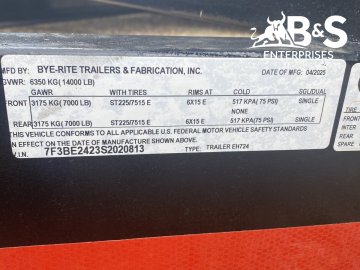 B&S
ENTERPRISES
MFD BY: BYE-RITE TRAILERS & FABRICATION, INC. DATE OF MFG 04/2025
GVWR: 6350 KG(14000 LB)
GAWR WITH TIRES RIMS AT COLD SGL/DUAL
FRONT 3175 KG(7000 LB) ST225/7515 E 6X15 E 517 KPA(75 PSI) SINGLE
REAR 3175 KG(7000 LB) ST225/7515 E 6X15 E 517 KPA(75 PSI) SINGLE
THIS VEHICLE CONFORMS TO ALL APPLICABLE U.S. FEDERAL MOTOR VEHICLE SAFETY STANDARDS
IN EFFECT ON THE DATE OF MANUFACTURE SHOWN ABOVE.
V.I.N. 7F3BE2423S2020813 TYPE: TRAILER EH724
TIRE
FRONT
REAR
SPARE